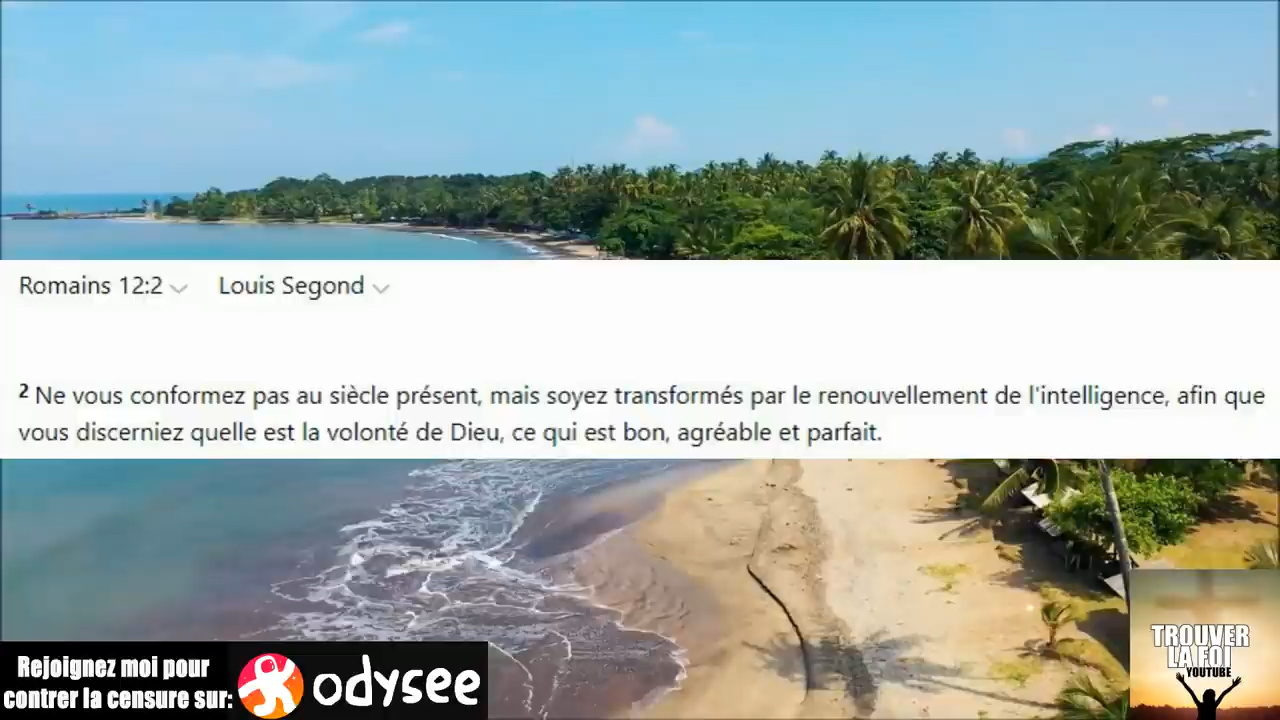 Romains 12:2 Louis Segond
2 Ne vous conformez pas au siècle présent, mais soyez transformés par le renouvellement de l'intelligence, afin que
vous discerniez quelle est la volonté de Dieu, ce qui est bon, agréable et parfait.
Rejoignez moi pour
contrer la censure sur:
odysee
TROUVER
LA FOI
YOUTUBE